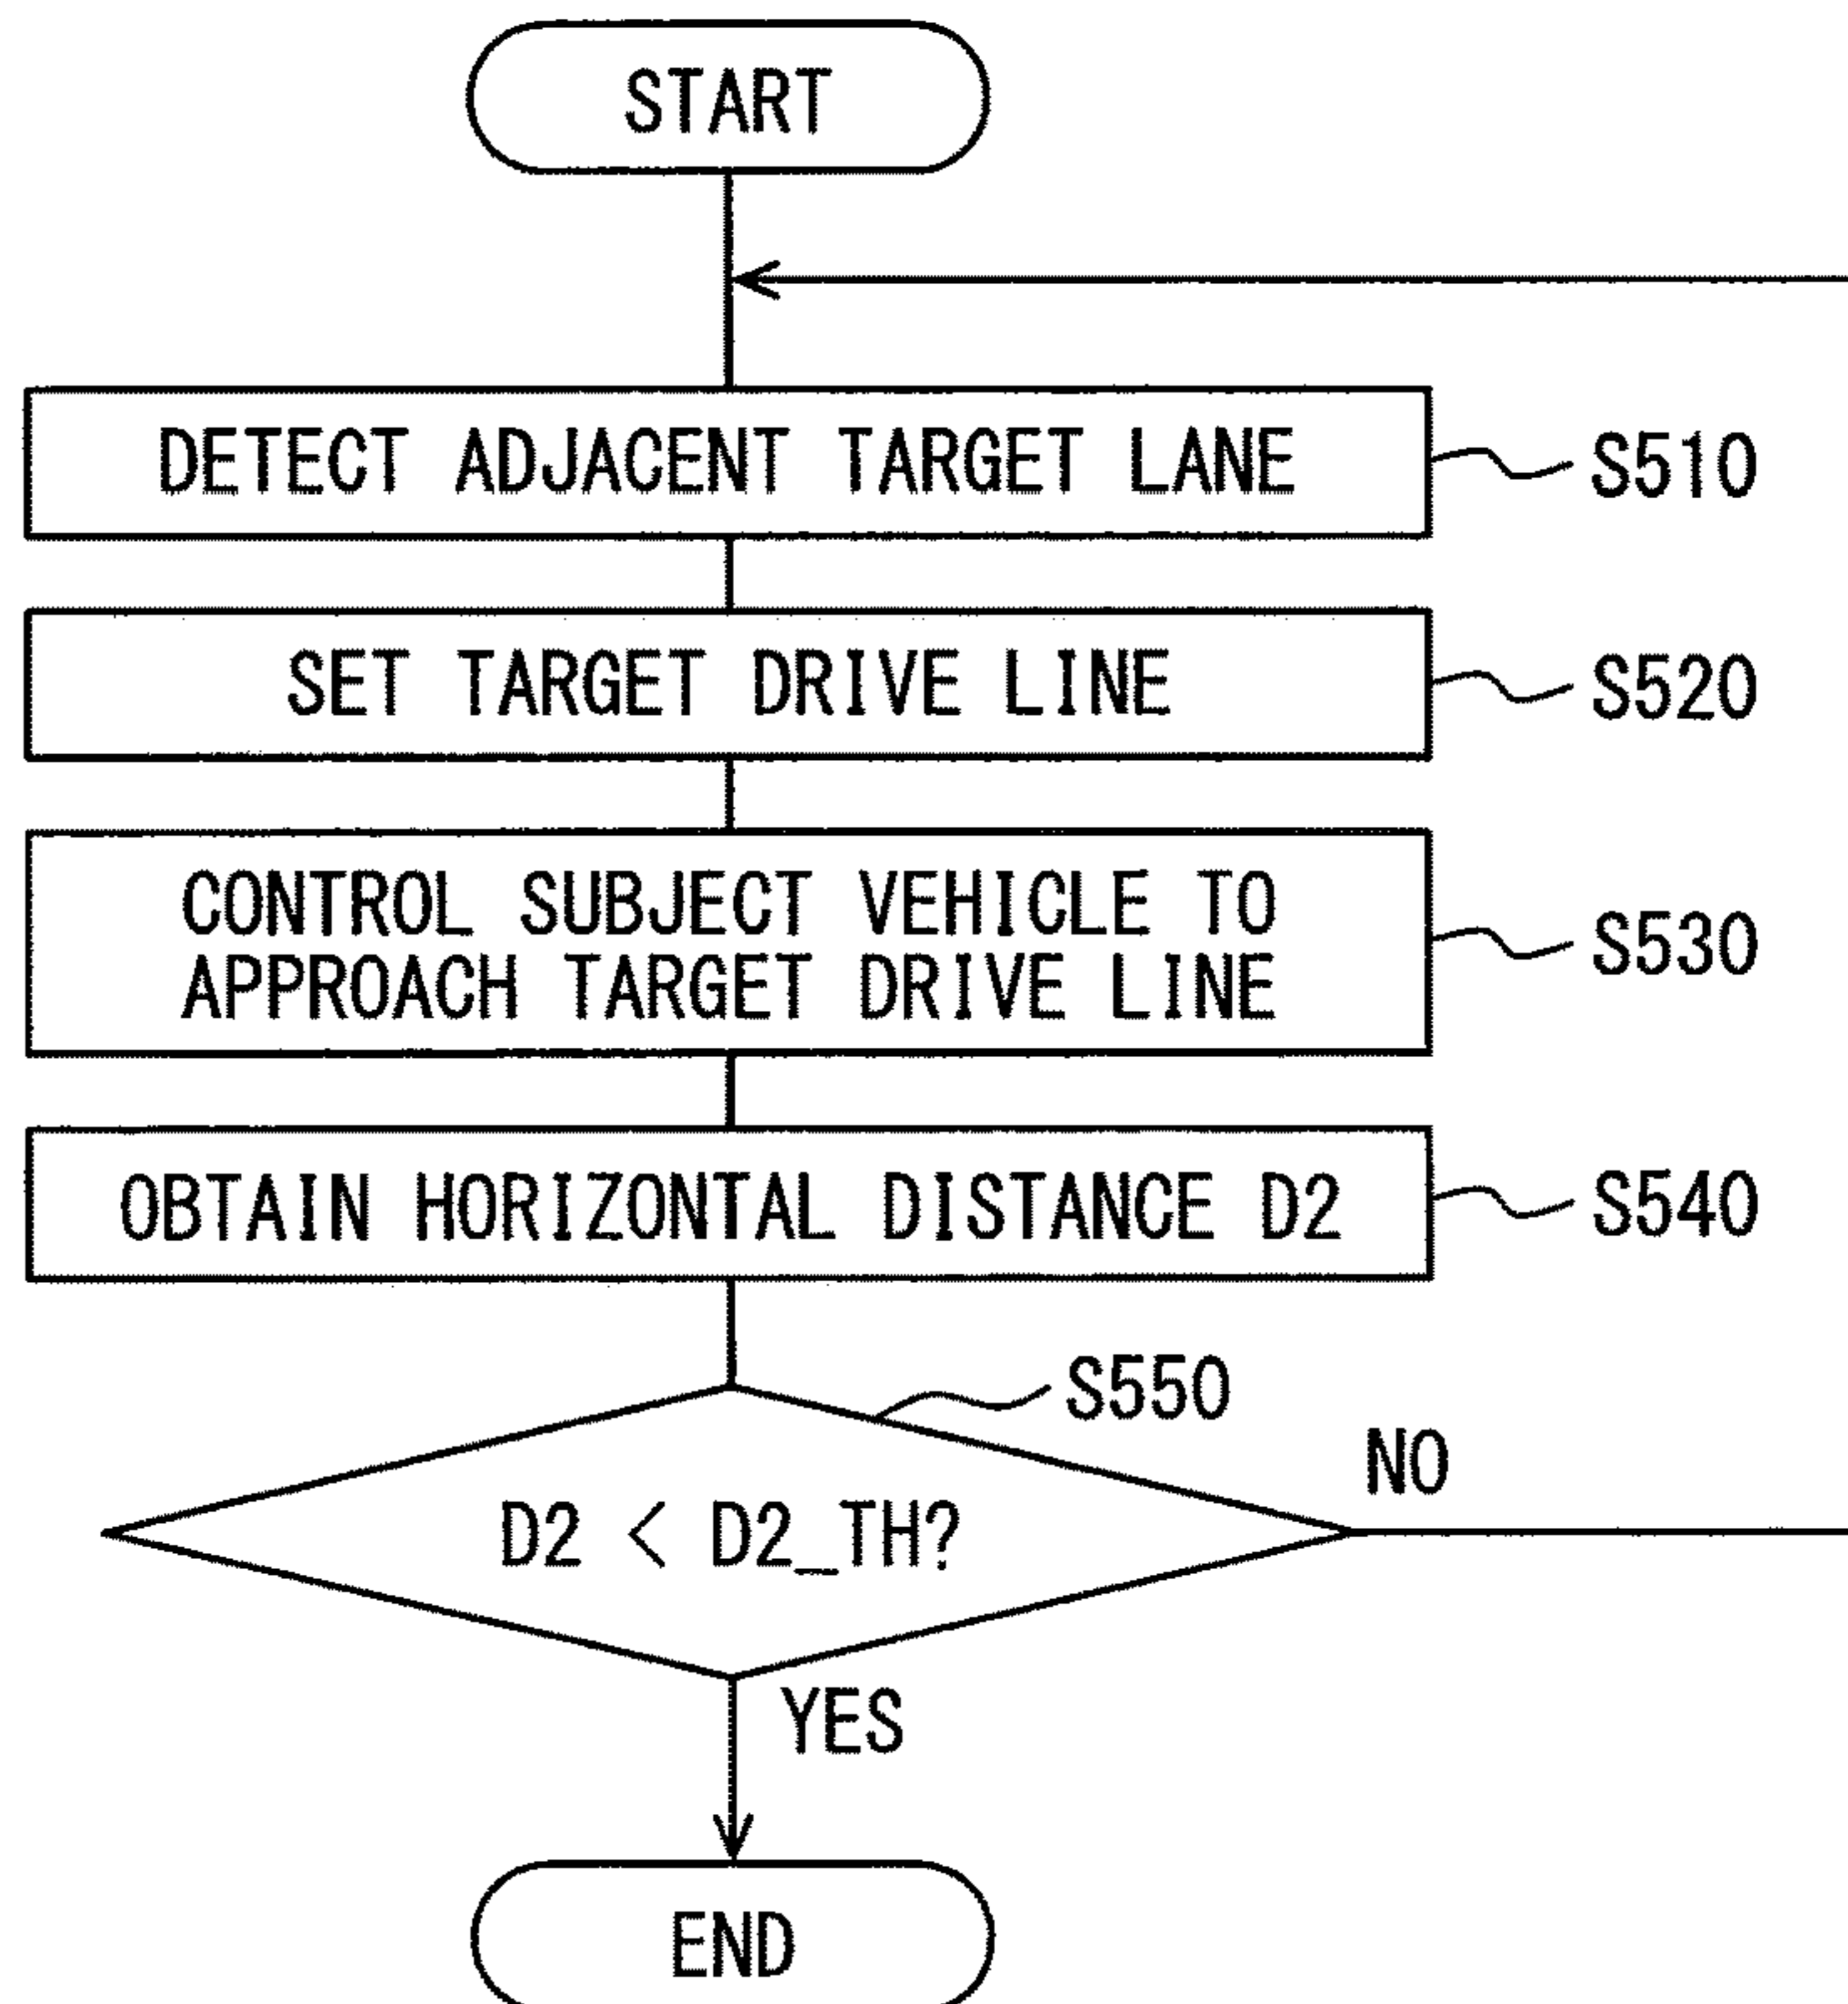 START
DETECT ADJACENT TARGET LANE
S510
SET TARGET DRIVE LINE
S520
CONTROL SUBJECT VEHICLE TO
APPROACH TARGET DRIVE LINE
S530
OBTAIN HORIZONTAL DISTANCE D2
S540
S550
D2 < D2_TH?
NO
YES
END